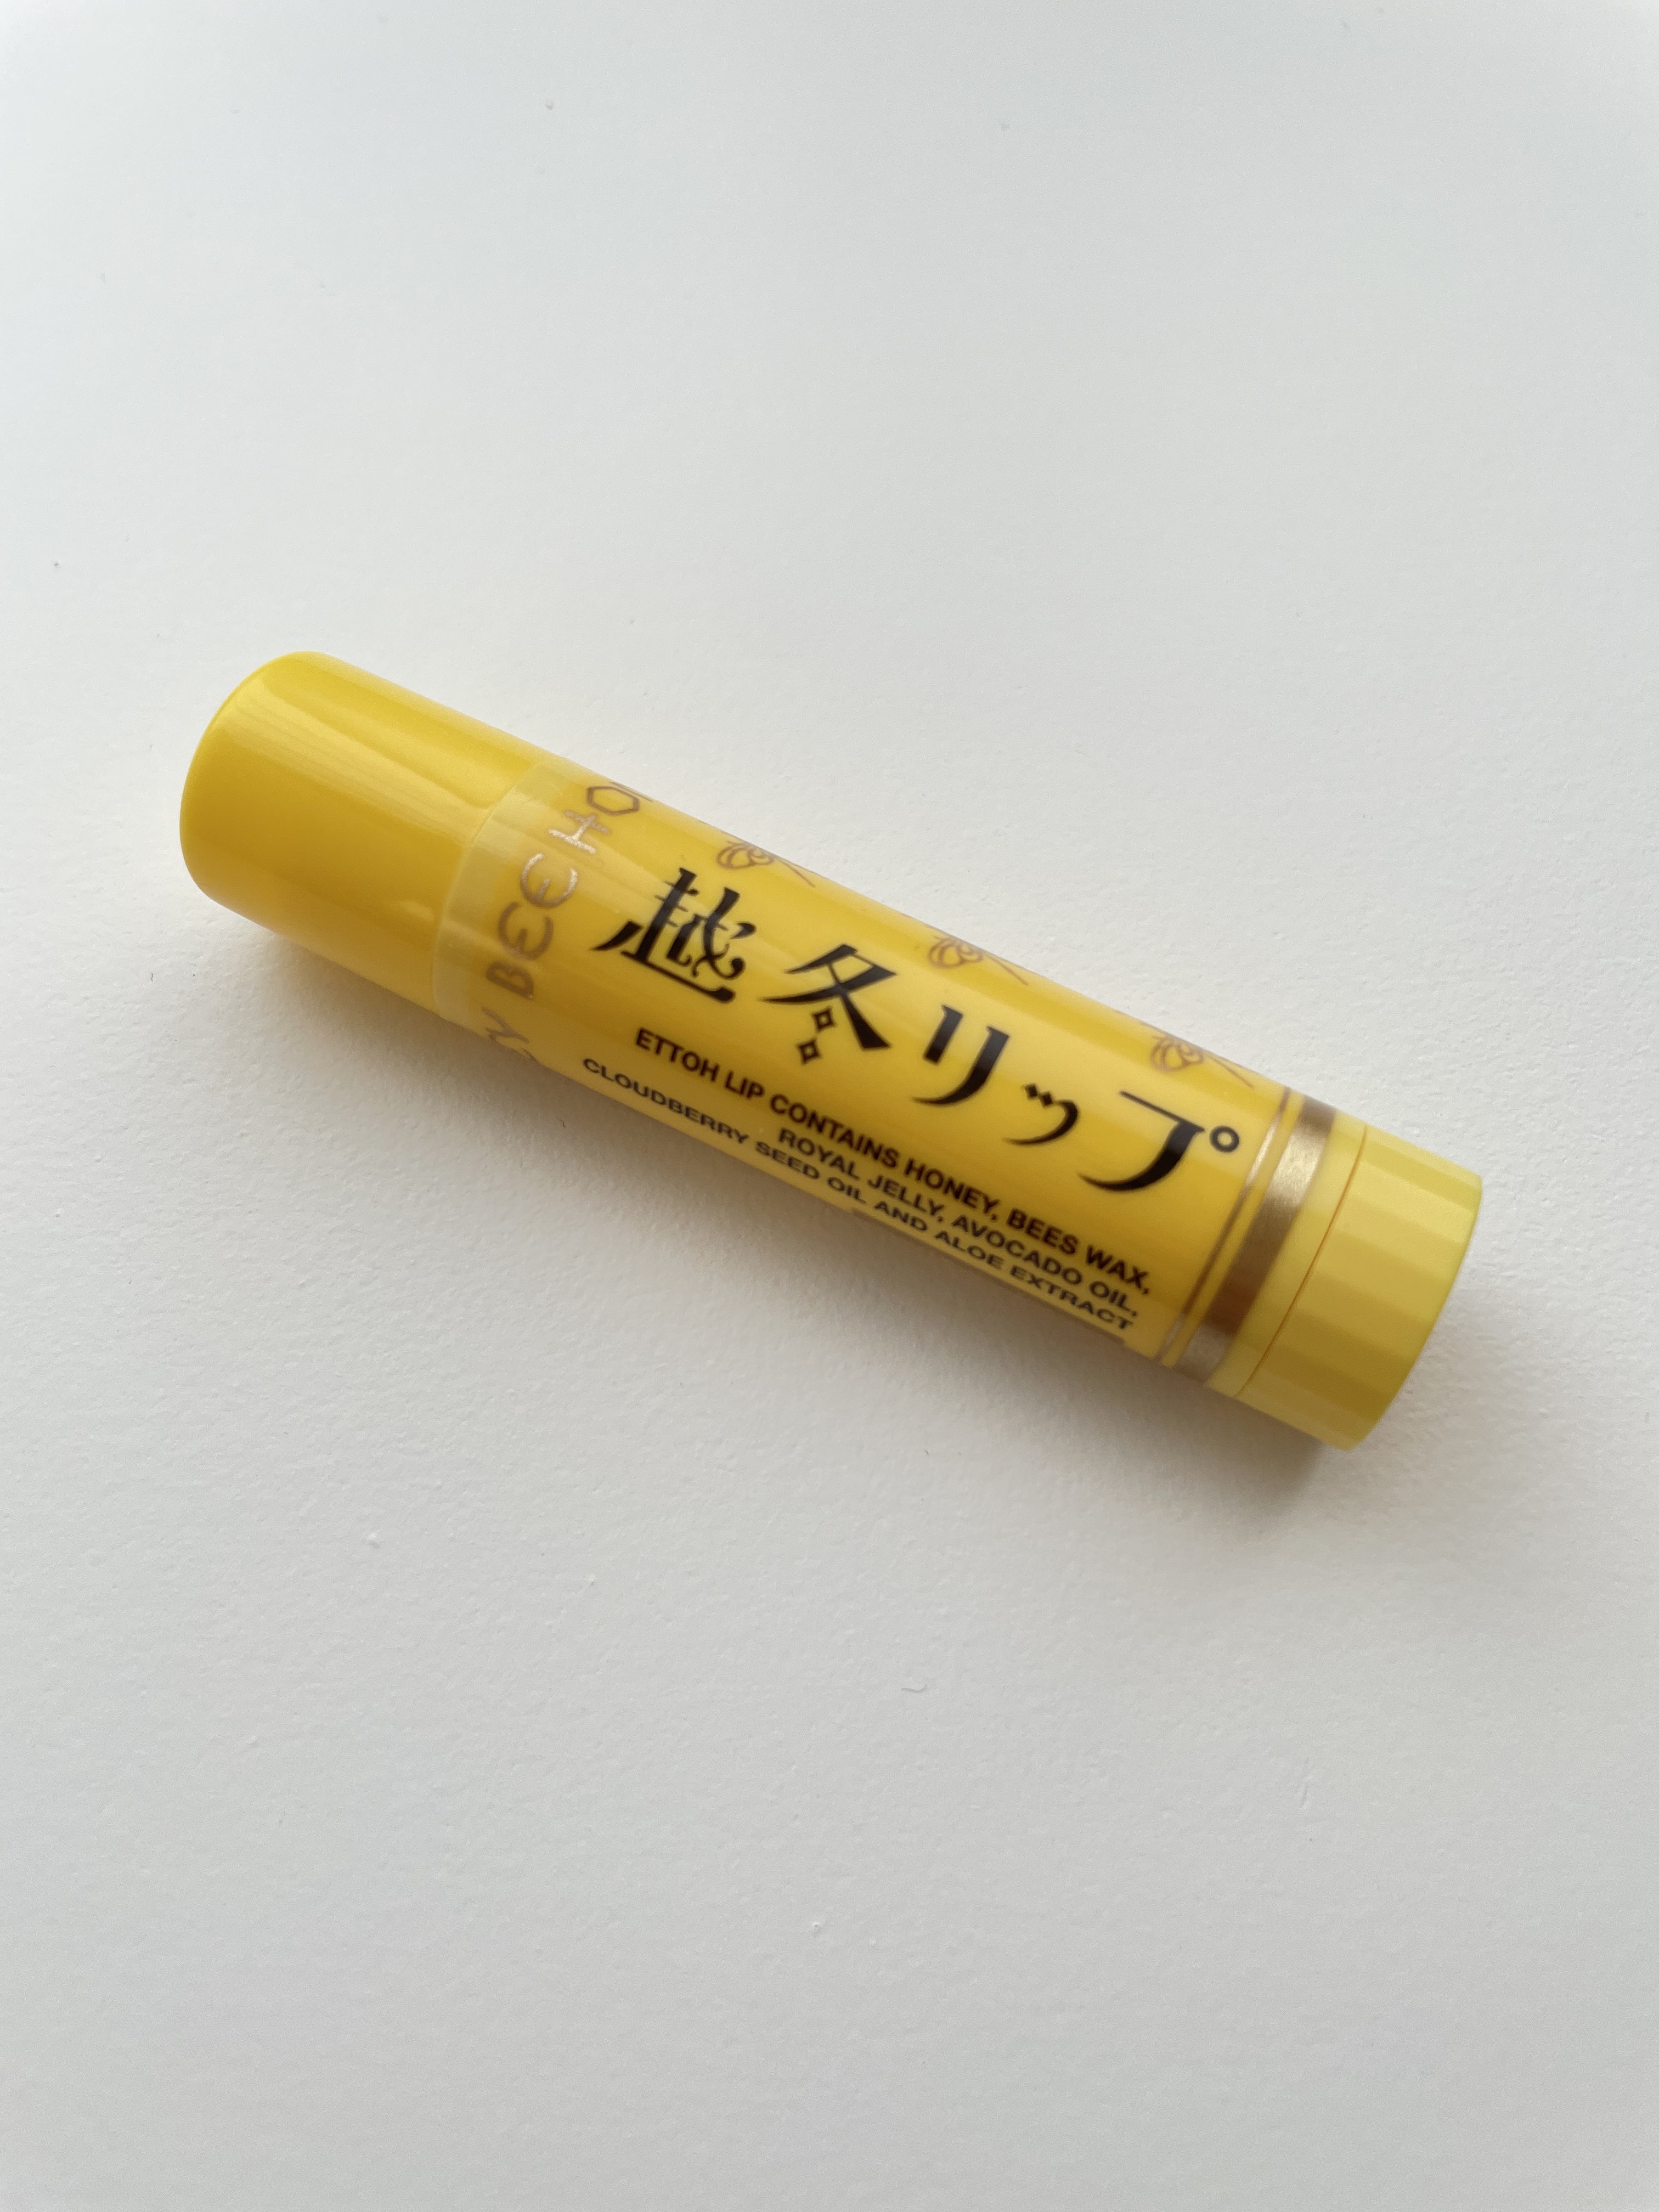 BEE
越冬リップ
ETTOH LIP CONTAINS HONEY, BEES WAX,
ROYAL JELLY, AVOCADO OIL,
CLOUDBERRY SEED OIL AND ALOE EXTRACT